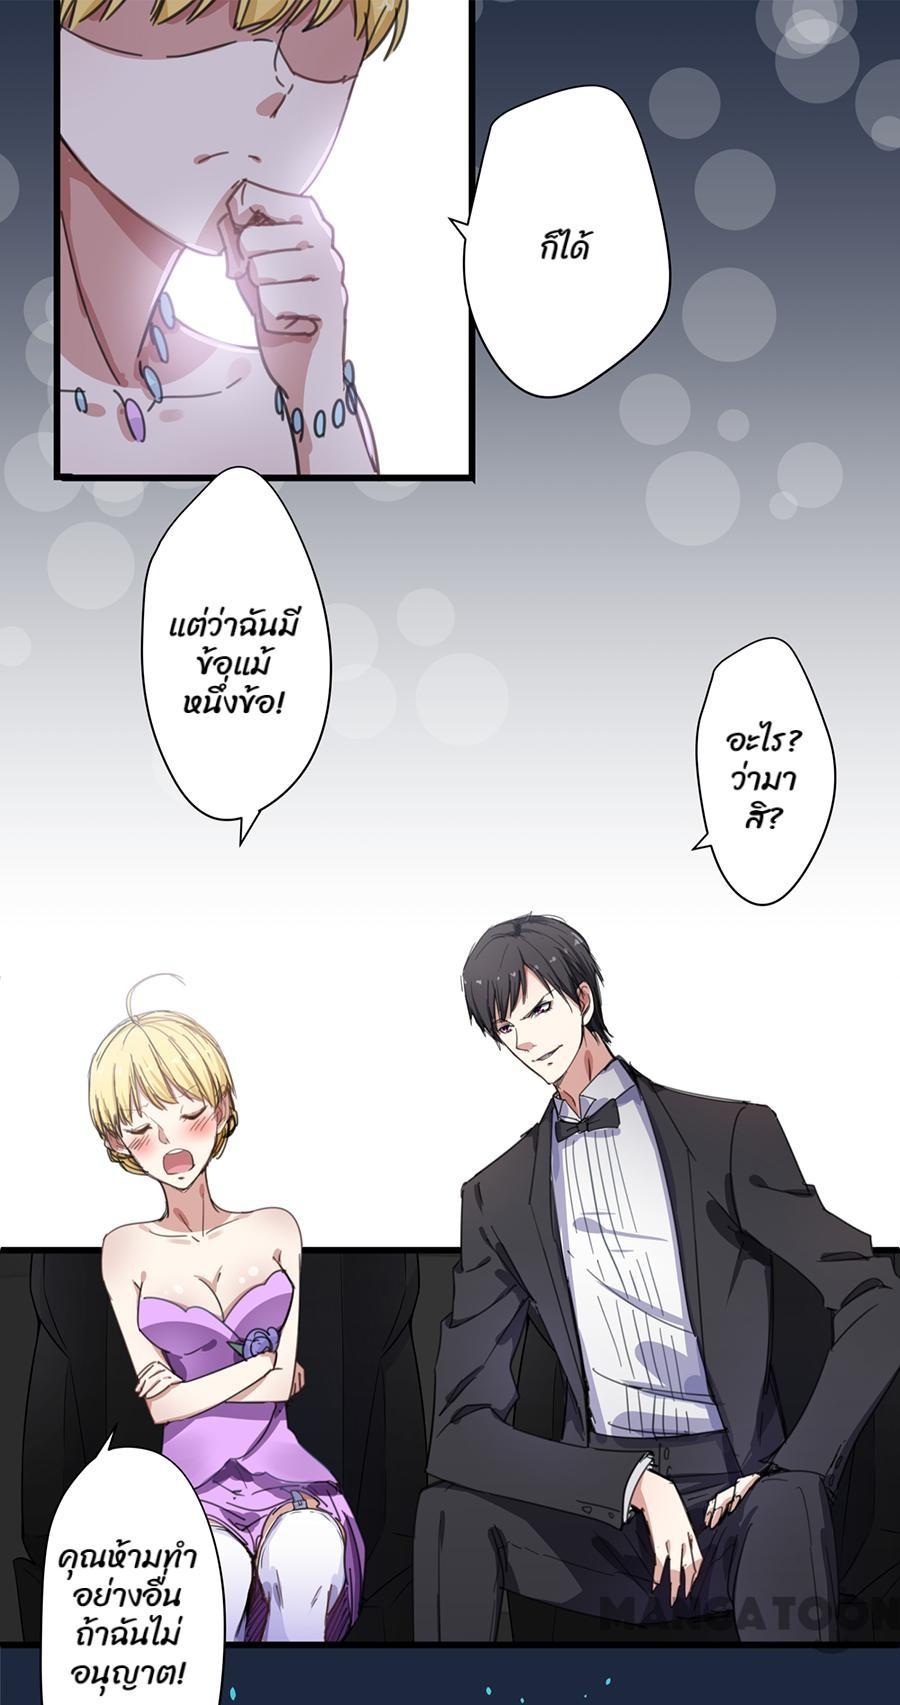 ก็ได้
แต่ว่าฉันมี
ข้อแม้
หนึ่งข้อ!
อะไร?
ว่ามา
สิ?
คุณห้ามทำ
อย่างอื่น
ถ้าฉันไม่
อนุญาต!
MANGATOON